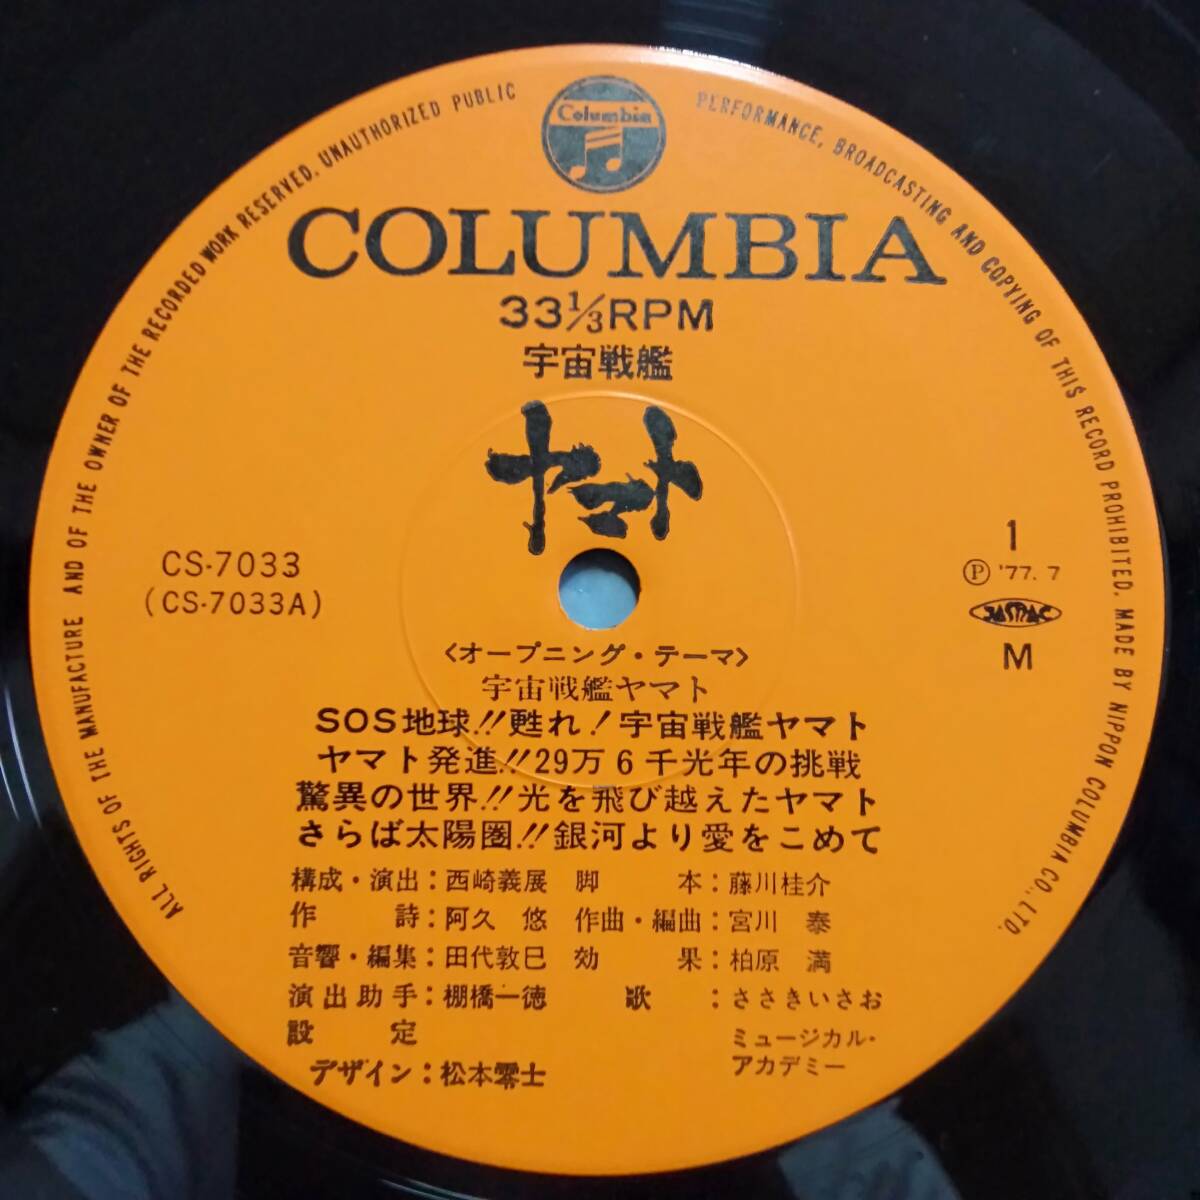 ALL RIGHTS OF THE MANUFACTURE AND OF THE OWNER OF THE RECORDED WORK RESERVED. UNAUTHORIZED PUBLIC PERFORMANCE, BROADCASTING AND COPYING OF THIS RECORD PROHIBITED. MADE BY NIPPON COLUMBIA CO., LTD.
Columbia
COLUMBIA
33⅓RPM
宇宙戦艦
ヤマト
CS-7033
(CS-7033A)
1
Ⓟ '77. 7
JASRAC
M
〈オープニング・テーマ〉
宇宙戦艦ヤマト
SOS地球!!甦れ!宇宙戦艦ヤマト
ヤマト発進!!29万6千光年の挑戦
驚異の世界!!光を飛び越えたヤマト
さらば太陽圏!!銀河より愛をこめて
構成・演出:西崎義展 脚本:藤川桂介
作詩:阿久悠 作曲・編曲:宮川泰
音響・編集:田代敦巳 効果:柏原満
演出助手:棚橋一徳 歌:ささきいさお
設定 ミュージカル・
デザイン:松本零士 アカデミー